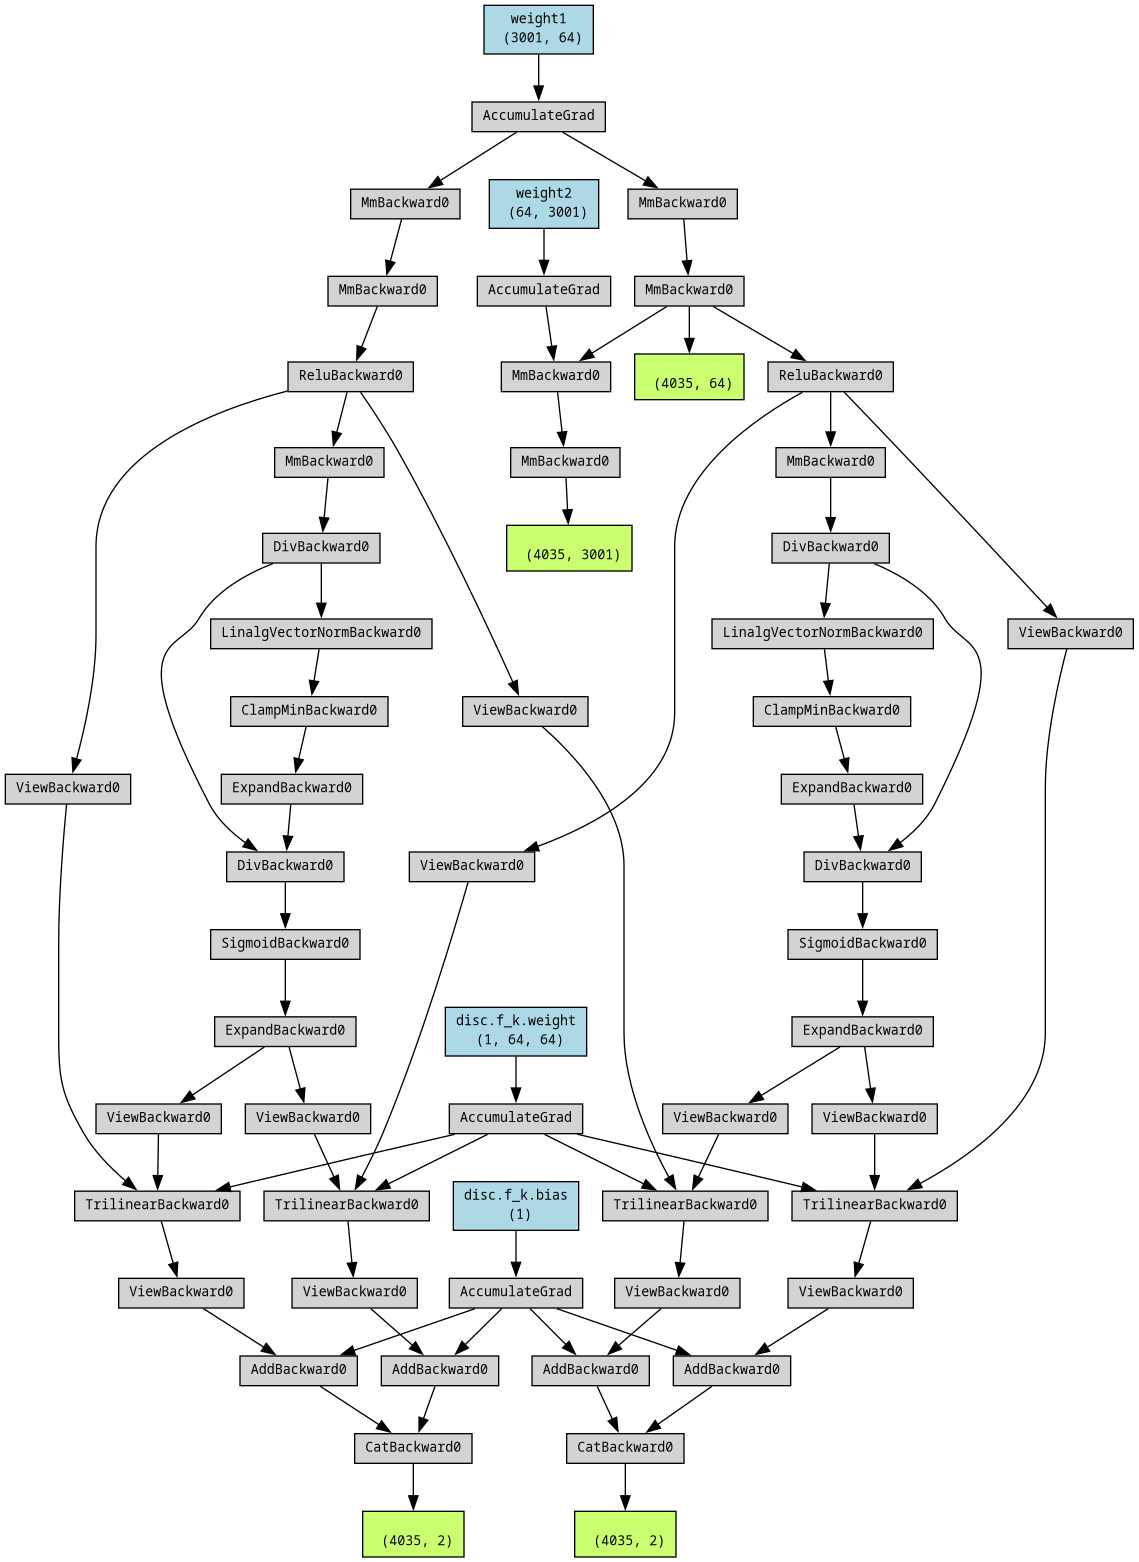 weight1
(3001, 64)
AccumulateGrad
MmBackward0
weight2
(64, 3001)
MmBackward0
MmBackward0
AccumulateGrad
MmBackward0
ReluBackward0
MmBackward0
(4035, 64)
ReluBackward0
MmBackward0
MmBackward0
MmBackward0
DivBackward0
(4035, 3001)
DivBackward0
LinalgVectorNormBackward0
LinalgVectorNormBackward0
ViewBackward0
ClampMinBackward0
ViewBackward0
ClampMinBackward0
ViewBackward0
ExpandBackward0
ExpandBackward0
DivBackward0
ViewBackward0
DivBackward0
SigmoidBackward0
SigmoidBackward0
ExpandBackward0
disc.f_k.weight
(1, 64, 64)
ExpandBackward0
ViewBackward0
ViewBackward0
AccumulateGrad
ViewBackward0
ViewBackward0
TrilinearBackward0
TrilinearBackward0
disc.f_k.bias
(1)
TrilinearBackward0
TrilinearBackward0
ViewBackward0
ViewBackward0
AccumulateGrad
ViewBackward0
ViewBackward0
AddBackward0
AddBackward0
AddBackward0
AddBackward0
CatBackward0
CatBackward0
(4035, 2)
(4035, 2)